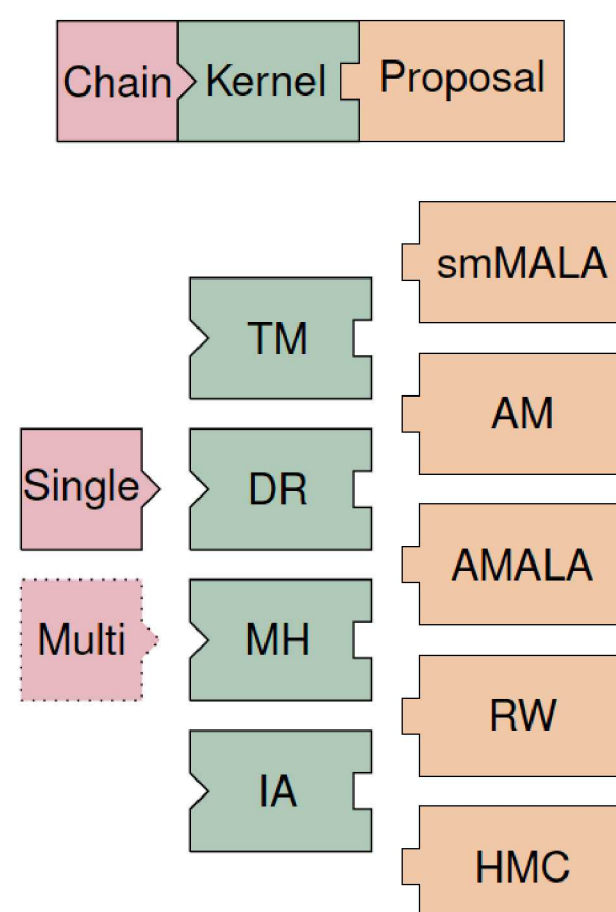 Chain Kernel Proposal
smMALA
TM
AM
Single
DR
AMALA
Multi
MH
RW
IA
HMC